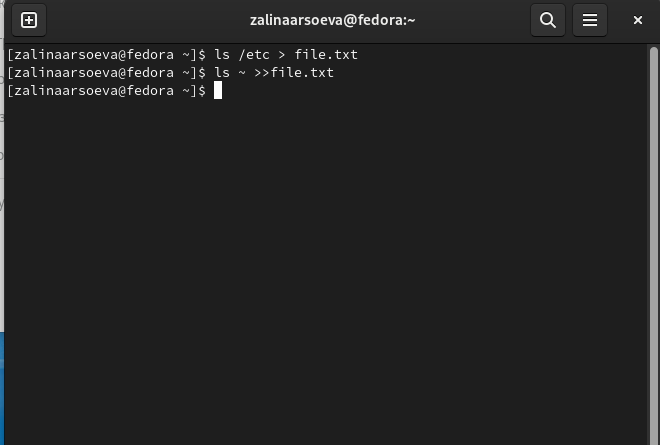 zalinaarsoeva@fedora:~
[zalinaarsoeva@fedora ~]$ ls /etc > file.txt
[zalinaarsoeva@fedora ~]$ ls ~ >>file.txt
[zalinaarsoeva@fedora ~]$